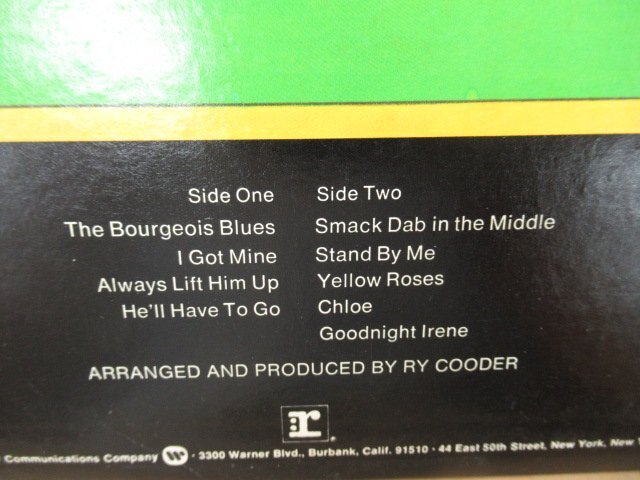 Side One
The Bourgeois Blues
I Got Mine
Always Lift Him Up
He'll Have To Go
Side Two
Smack Dab in the Middle
Stand By Me
Yellow Roses
Chloe
Goodnight Irene
ARRANGED AND PRODUCED BY RY COODER
r
Communications Company W · 3300 Warner Blvd., Burbank, Calif. 91510 · 44 East 50th Street, New York, New